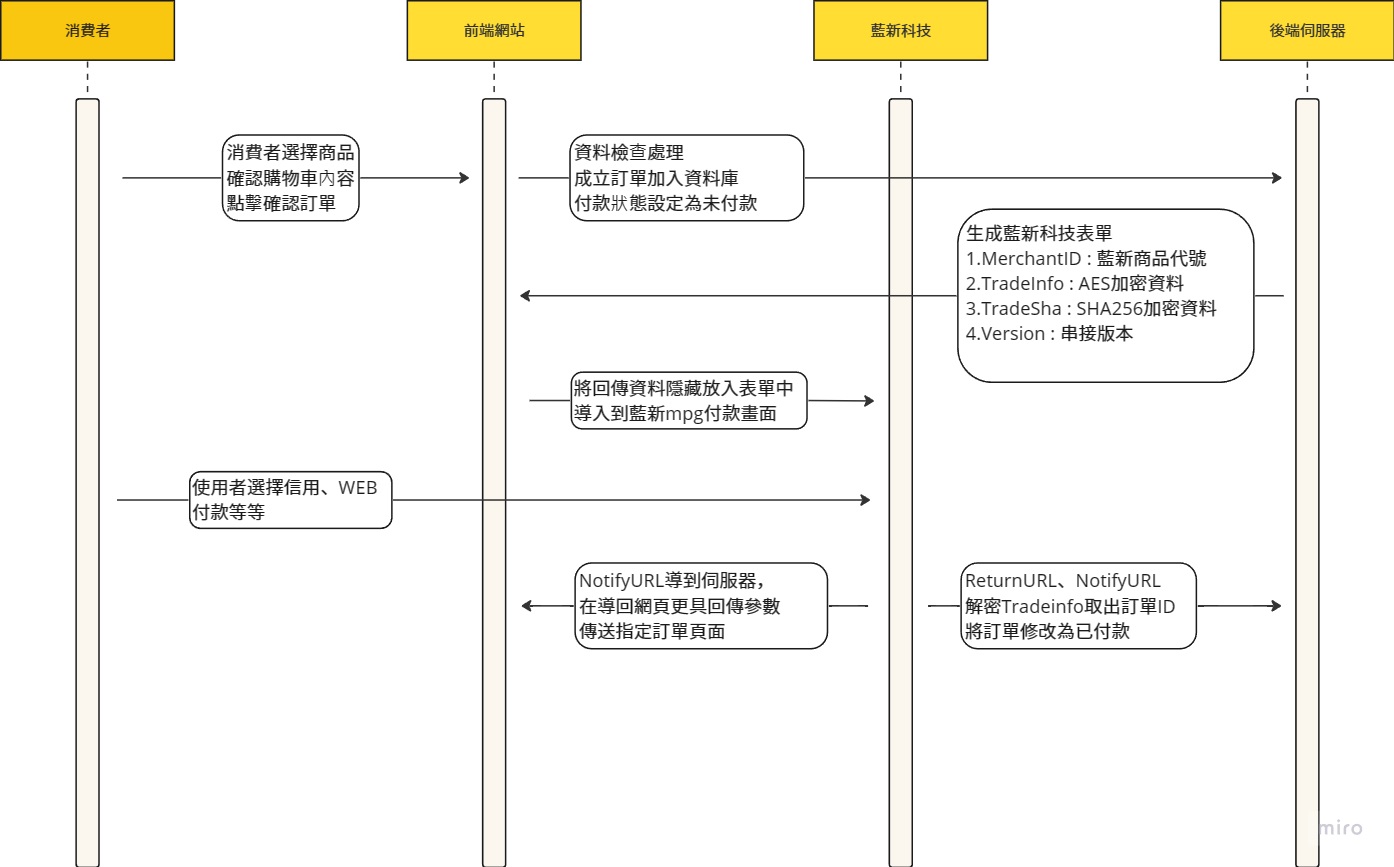 消費者
前端網站
藍新科技
後端伺服器
消費者選擇商品
確認購物車內容
點擊確認訂單
資料檢查處理
成立訂單加入資料庫
付款狀態設定為未付款
生成藍新科技表單
1.MerchantID : 藍新商品代號
2.TradeInfo : AES加密資料
3.TradeSha : SHA256加密資料
4.Version : 串接版本
將回傳資料隱藏放入表單中
導入到藍新mpg付款畫面
使用者選擇信用、WEB
付款等等
NotifyURL導到伺服器，
在導回網頁更具回傳參數
傳送指定訂單頁面
ReturnURL、NotifyURL
解密Tradeinfo取出訂單ID
將訂單修改為已付款
miro